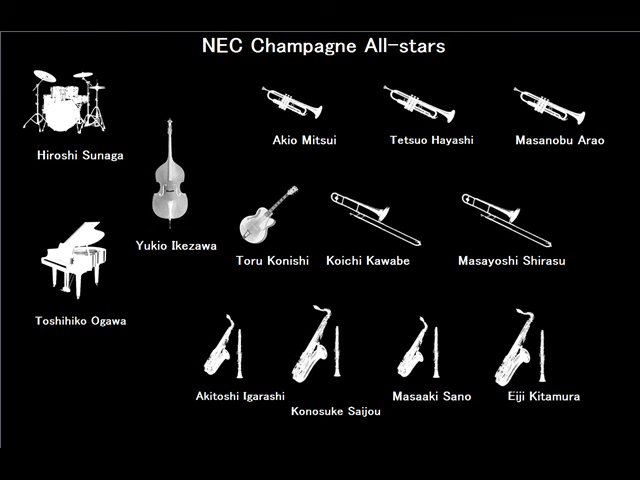 NEC Champagne All-stars
Hiroshi Sunaga
Akio Mitsui
Tetsuo Hayashi
Masanobu Arao
Yukio Ikezawa
Toru Konishi
Koichi Kawabe
Masayoshi Shirasu
Toshihiko Ogawa
Akitoshi Igarashi
Konosuke Saijou
Masaaki Sano
Eiji Kitamura